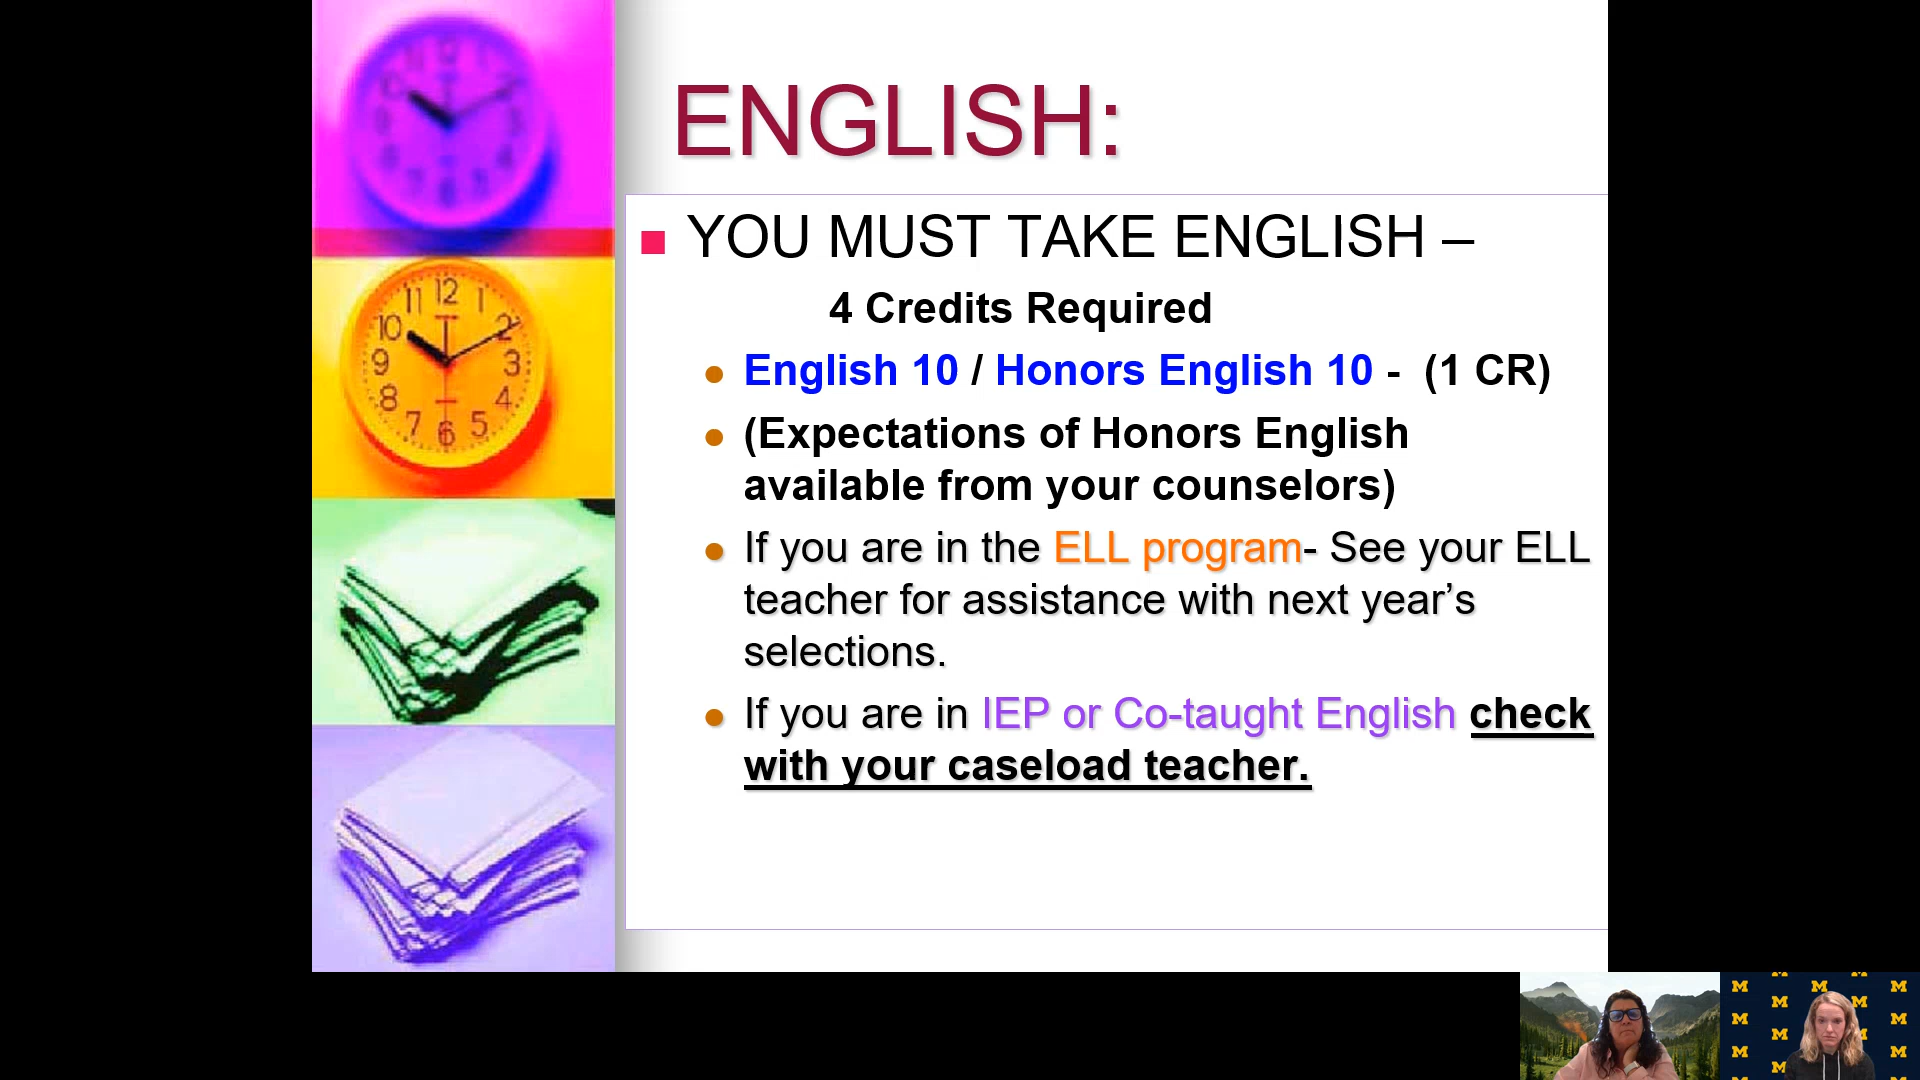 ENGLISH:
YOU MUST TAKE ENGLISH –
4 Credits Required
English 10 / Honors English 10 - (1 CR)
(Expectations of Honors English
available from your counselors)
If you are in the ELL program- See your ELL
teacher for assistance with next year’s
selections.
If you are in IEP or Co-taught English check
with your caseload teacher.